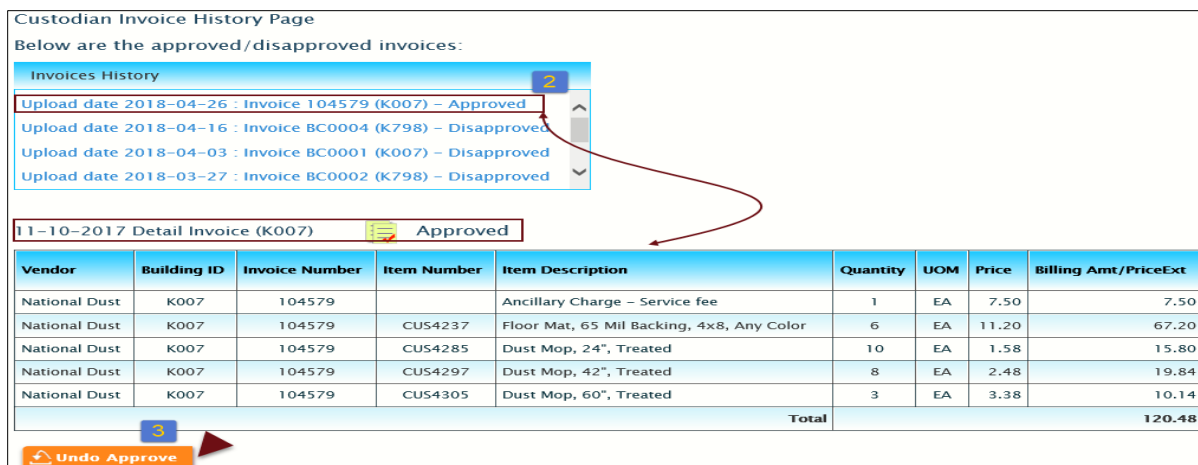 Custodian Invoice History Page
Below are the approved/disapproved invoices:
Invoices History
2
Upload date 2018-04-26 : Invoice 104579 (K007) - Approved
Upload date 2018-04-16 : Invoice BC0004 (K798) - Disapproved
Upload date 2018-04-03 : Invoice BC0001 (K007) - Disapproved
Upload date 2018-03-27 : Invoice BC0002 (K798) - Disapproved
11-10-2017 Detail Invoice (K007) Approved
Vendor Building ID Invoice Number Item Number Item Description Quantity UOM Price Billing Amt/PriceExt
National Dust K007 104579 Ancillary Charge - Service fee 1 EA 7.50 7.50
National Dust K007 104579 CUS4237 Floor Mat, 65 Mil Backing, 4x8, Any Color 6 EA 11.20 67.20
National Dust K007 104579 CUS4285 Dust Mop, 24", Treated 10 EA 1.58 15.80
National Dust K007 104579 CUS4297 Dust Mop, 42", Treated 8 EA 2.48 19.84
National Dust K007 104579 CUS4305 Dust Mop, 60", Treated 3 EA 3.38 10.14
Total 120.48
3
Undo Approve